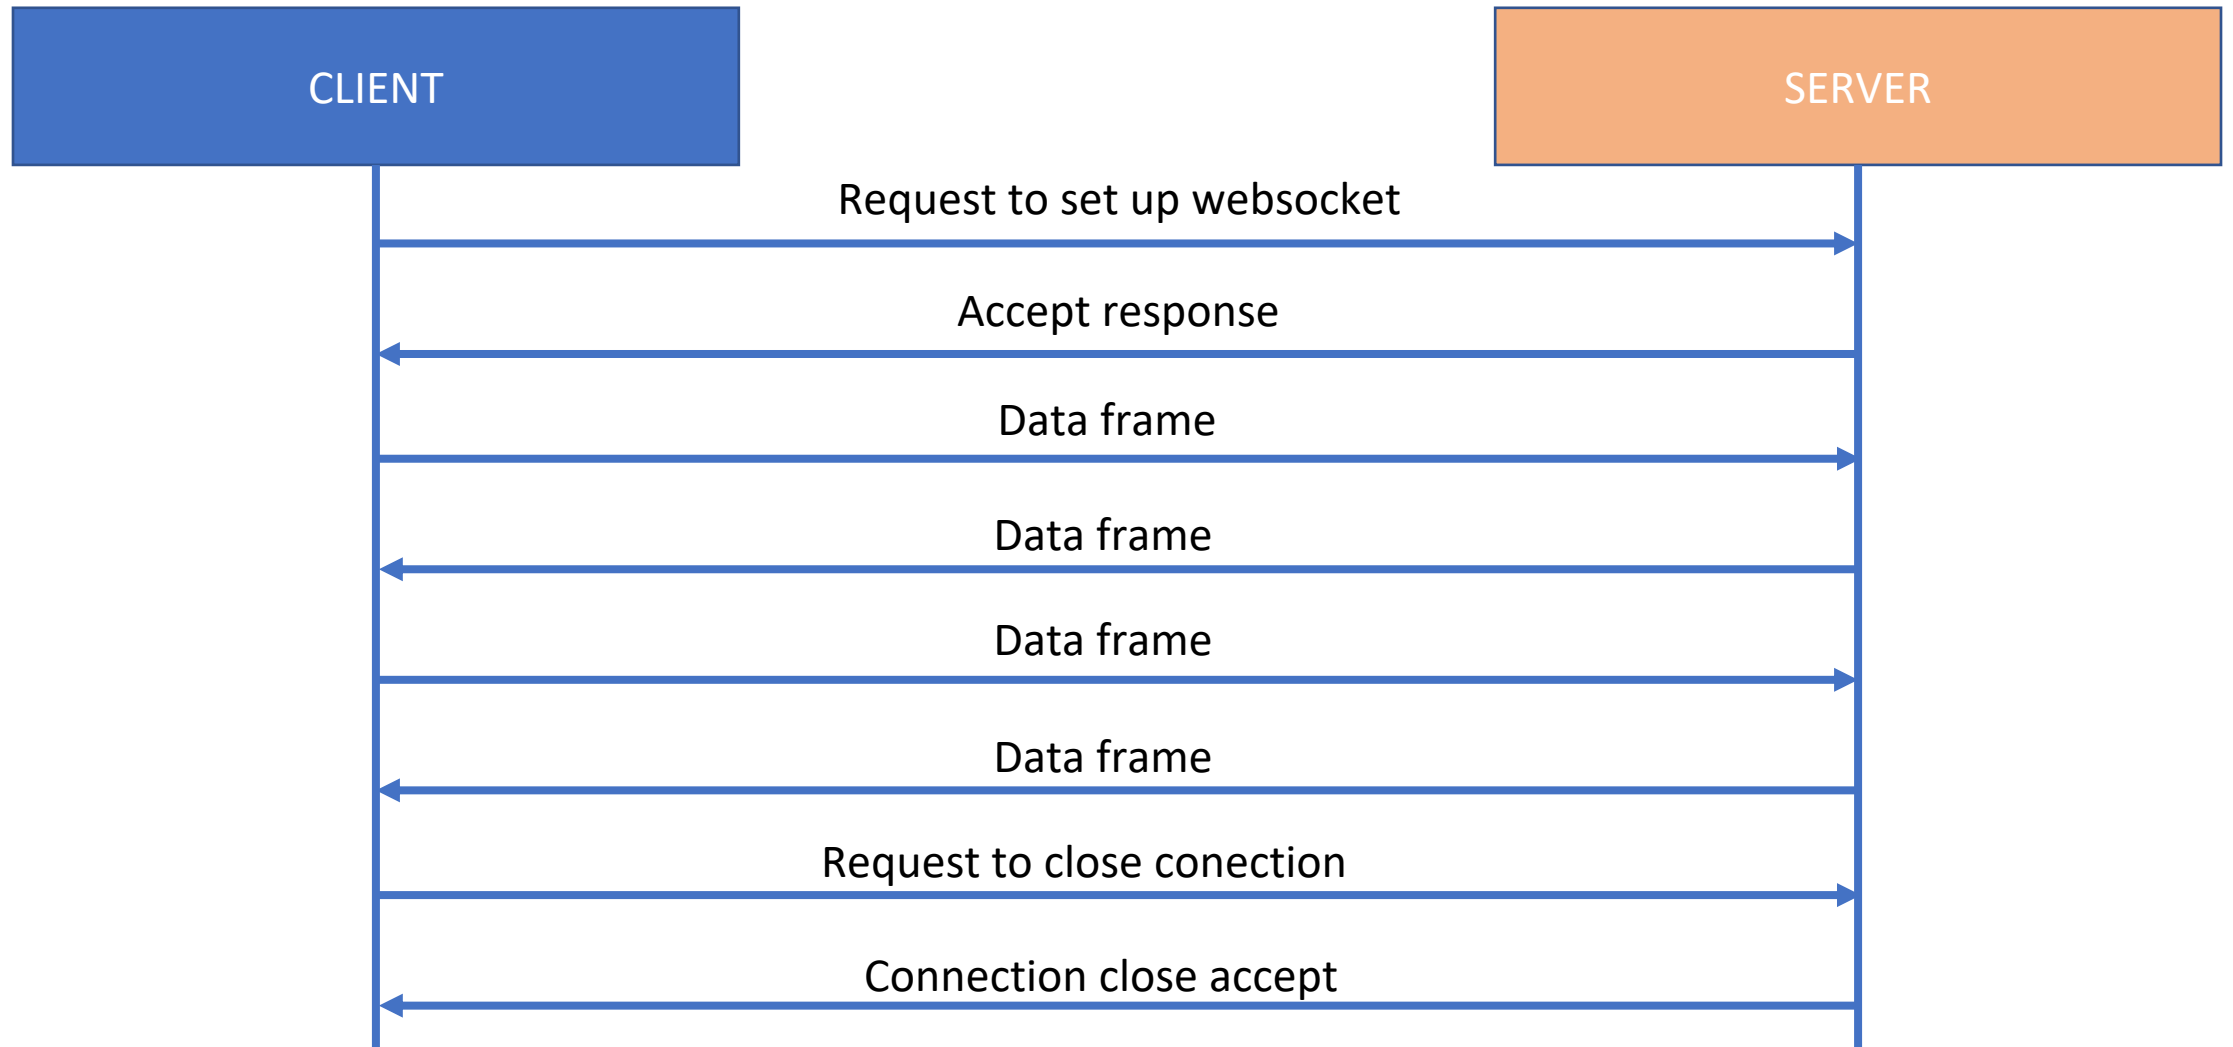 CLIENT
SERVER
Request to set up websocket
Accept response
Data frame
Data frame
Data frame
Data frame
Request to close conection
Connection close accept